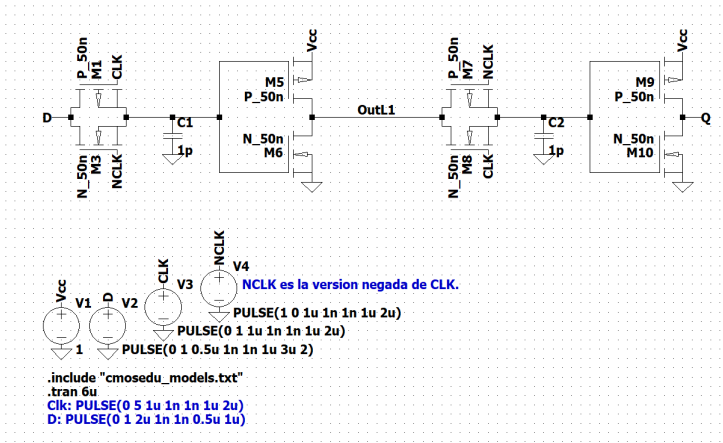 P_50n
M1
CLK
Vcc
M5
P_50n
P_50n
M7
NCLK
Vcc
M9
P_50n
D
C1
OutL1
C2
Q
1p
N_50n
M6
1p
N_50n
M10
N_50n
M3
NCLK
N_50n
M8
CLK
NCLK
V4
NCLK es la version negada de CLK.
CLK
V3
PULSE(1 0 1u 1n 1n 1u 2u)
Vcc
V1
D
V2
PULSE(0 1 1u 1n 1n 1u 2u)
1
PULSE(0 1 0.5u 1n 1n 1u 3u 2)
.include "cmosedu_models.txt"
.tran 6u
Clk: PULSE(0 5 1u 1n 1n 1u 2u)
D: PULSE(0 1 2u 1n 1n 0.5u 1u)